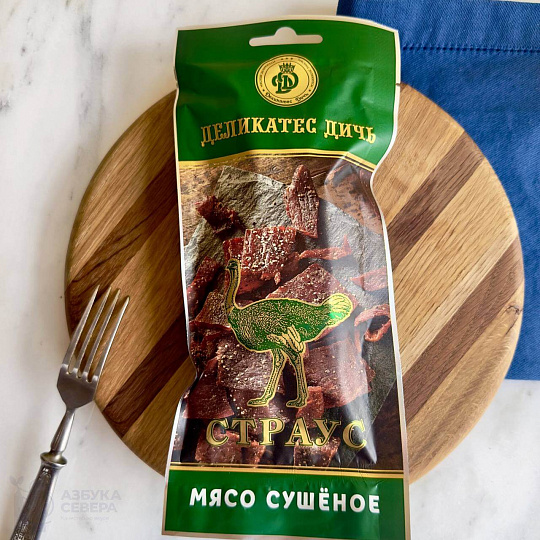 ДЕЛИКАТЕС ДИЧЬ
СТРАУС
МЯСО СУШЁНОЕ
АЗБУКА
СЕВЕРА